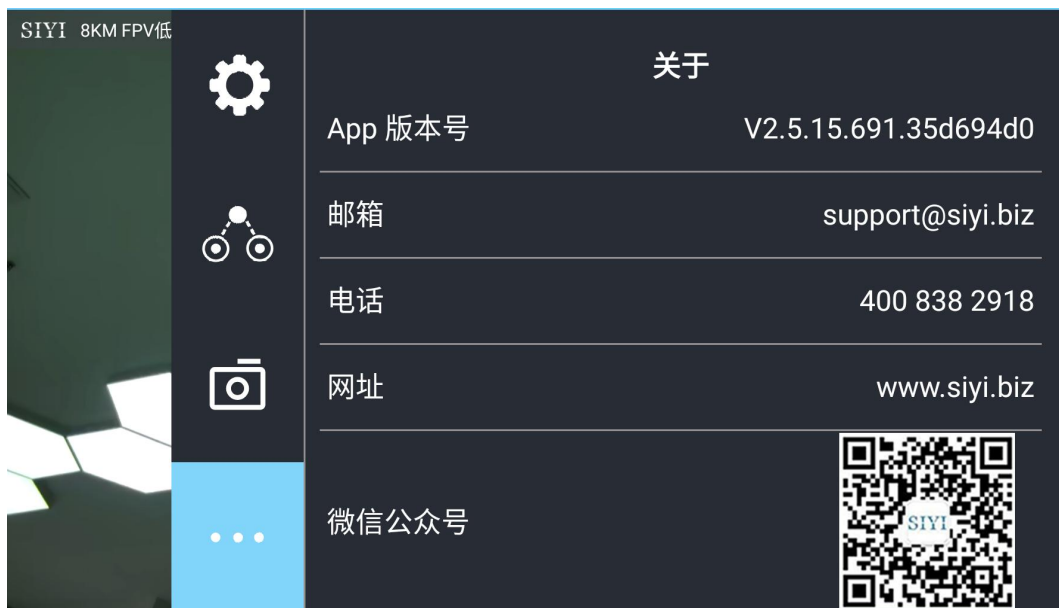 SIYI 8KM FPV低
关于
App 版本号 V2.5.15.691.35d694d0
邮箱 support@siyi.biz
电话 400 838 2918
网址 www.siyi.biz
微信公众号
SIYI